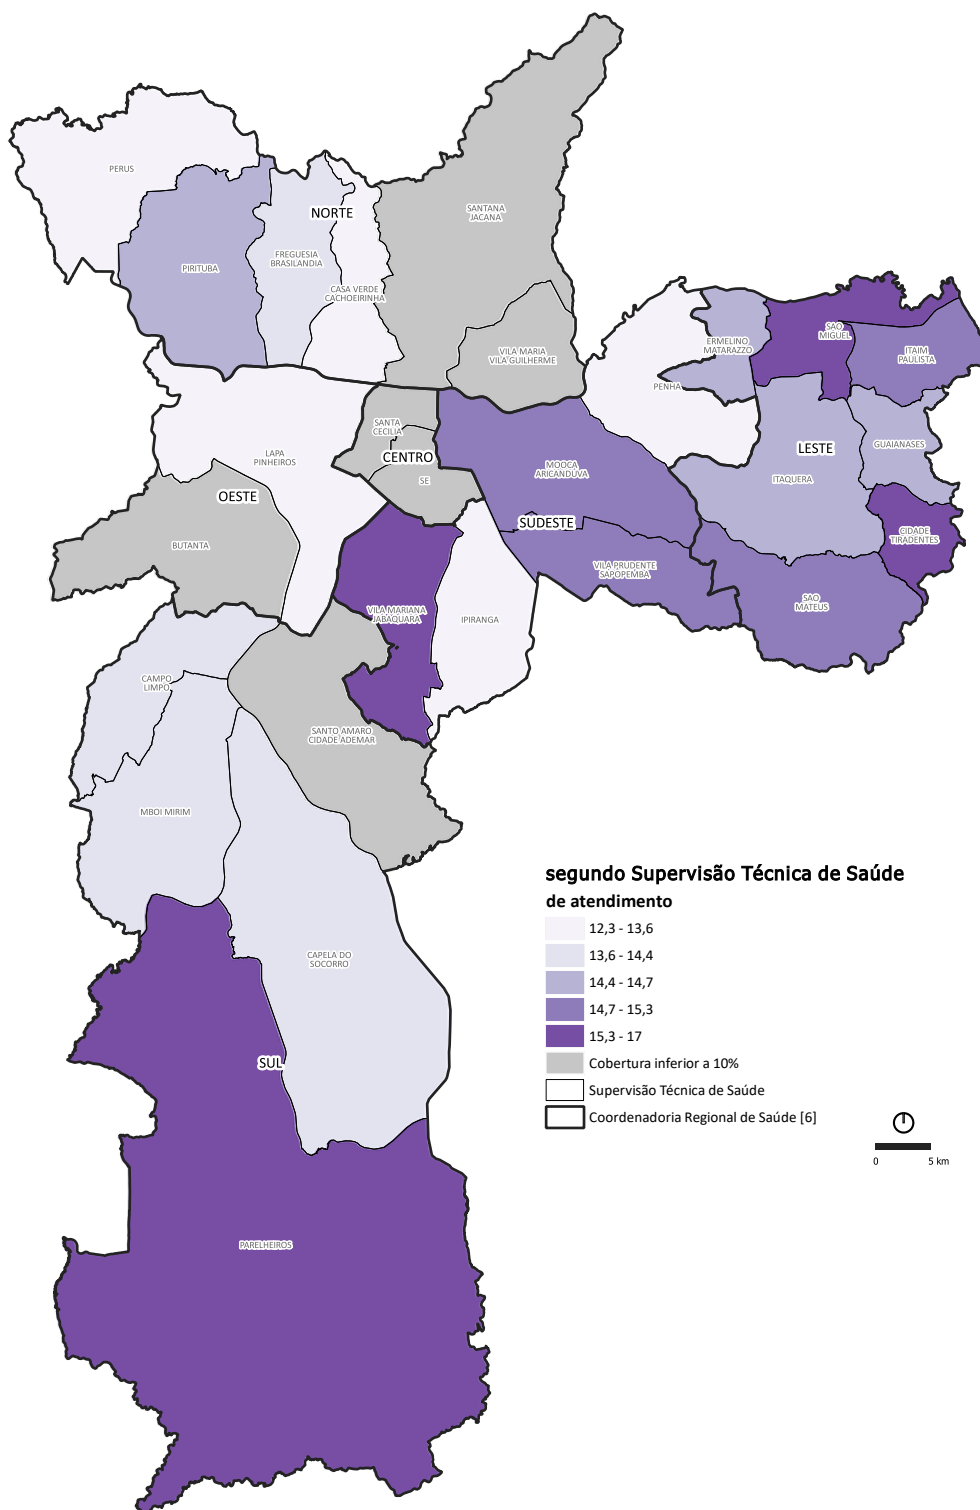 PERUS
PIRITUBA
FREGUESIA
BRASILANDIA
NORTE
CASA VERDE
CACHOEIRINHA
SANTANA
JACANA
VILA MARIA
VILA GUILHERME
PENHA
ERMELINO
MATARAZZO
SAO
MIGUEL
ITAIM
PAULISTA
LESTE
GUAIANASES
ITAQUERA
CIDADE
TIRADENTES
SAO
MATEUS
SANTA
CECILIA
CENTRO
SE
LAPA
PINHEIROS
OESTE
BUTANTA
MOOCA
ARICANDUVA
SUDESTE
VILA PRUDENTE
SAPOPEMBA
VILA MARIANA
JABAQUARA
IPIRANGA
CAMPO
LIMPO
SANTO AMARO
CIDADE ADEMAR
MBOI MIRIM
CAPELA DO
SOCORRO
SUL
PARELHEIROS
segundo Supervisão Técnica de Saúde
de atendimento
12,3 - 13,6
13,6 - 14,4
14,4 - 14,7
14,7 - 15,3
15,3 - 17
Cobertura inferior a 10%
Supervisão Técnica de Saúde
Coordenadoria Regional de Saúde [6]
0 5 km